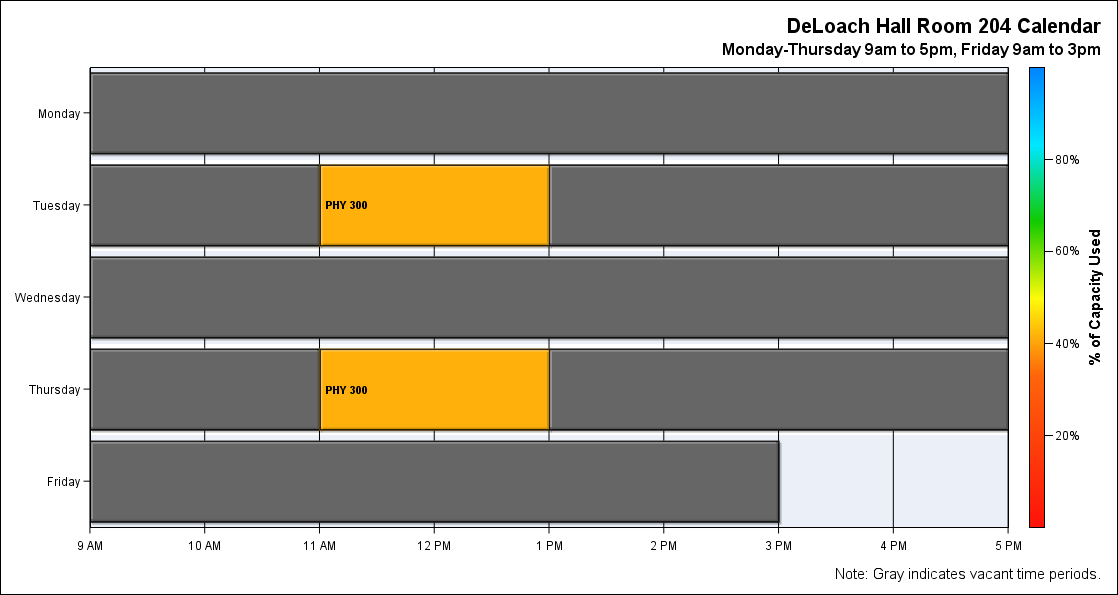 DeLoach Hall Room 204 Calendar
Monday-Thursday 9am to 5pm, Friday 9am to 3pm
Monday
Tuesday
PHY 300
Wednesday
Thursday
PHY 300
Friday
9 AM 10 AM 11 AM 12 PM 1 PM 2 PM 3 PM 4 PM 5 PM
80%
60%
40%
20%
% of Capacity Used
Note: Gray indicates vacant time periods.